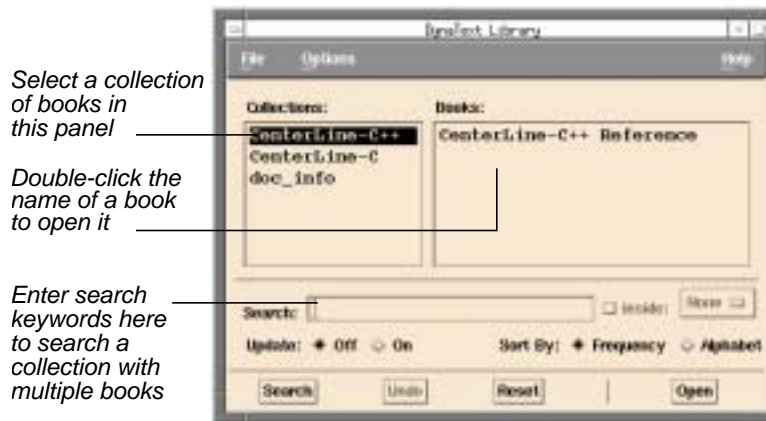 DynaText Library
File Options Help
Select a collection
of books in
this panel
Collections: Books:
CenterLine-C++
CenterLine-C
doc_info
CenterLine-C++ Reference
Double-click the
name of a book
to open it
Enter search
keywords here
to search a
collection with
multiple books
Search: inside: None
Update: Off On Sort By: Frequency Alphabet
Search Undo Reset Open